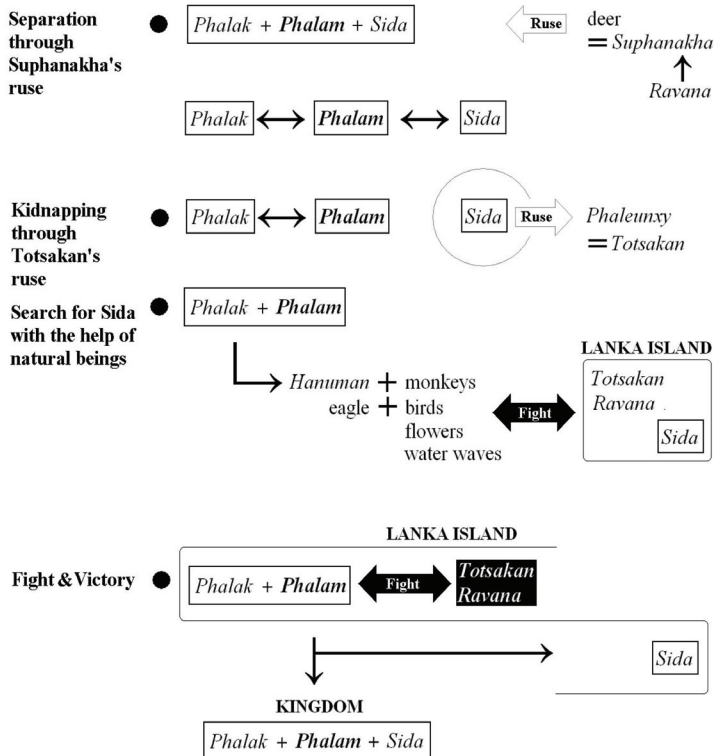 Separation
through
Suphanakha's
ruse
Phalak + Phalam + Sida
Ruse
deer
= Suphanakha
Ravana
Phalak
Phalam
Sida
Kidnapping
through
Totsakan's
ruse
Phalak
Phalam
Sida
Ruse
Phaleunxy
= Totsakan
Search for Sida
with the help of
natural beings
Phalak + Phalam
Hanuman + monkeys
eagle + birds
flowers
water waves
Fight
LANKA ISLAND
Totsakan
Ravana .
Sida
Fight & Victory
LANKA ISLAND
Phalak + Phalam
Fight
Totsakan
Ravana
Sida
KINGDOM
Phalak + Phalam + Sida